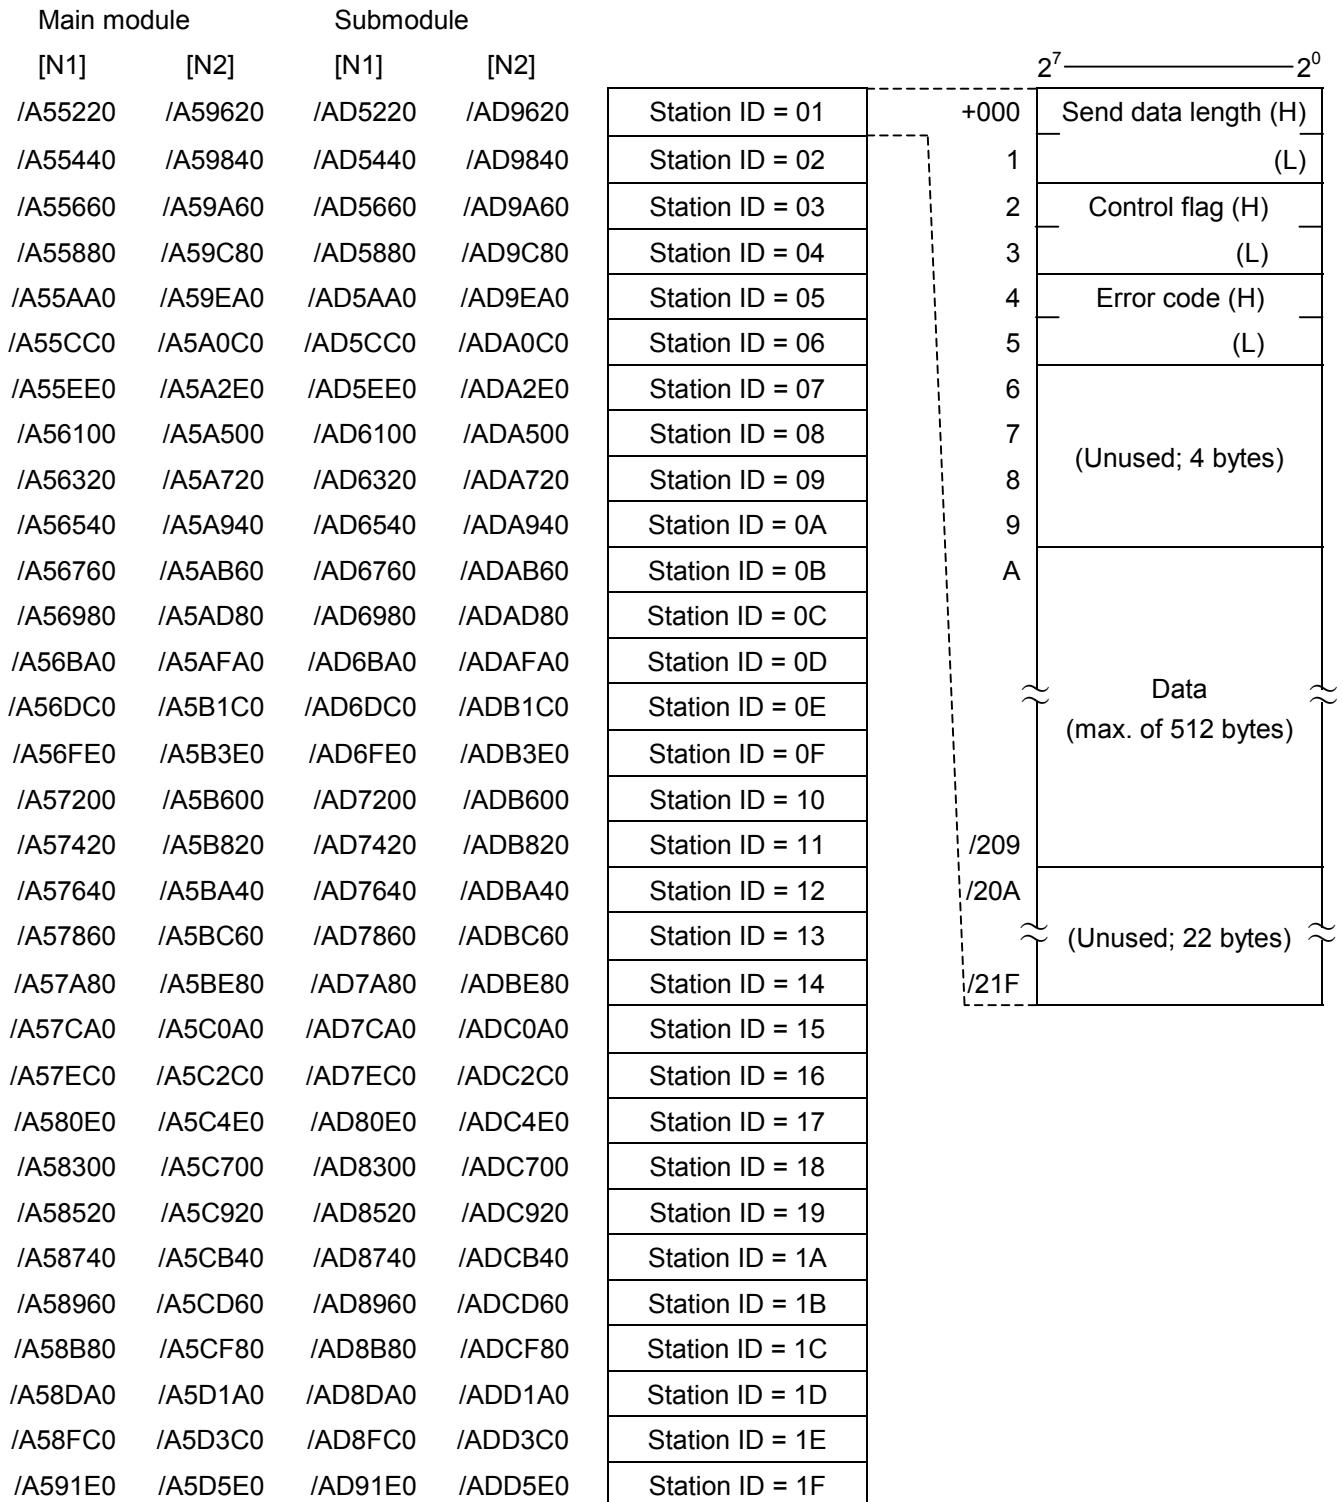 Main module Submodule
[N1] [N2] [N1] [N2] 2⁷ 2⁰
/A55220 /A59620 /AD5220 /AD9620 Station ID = 01 +000 Send data length (H)
/A55440 /A59840 /AD5440 /AD9840 Station ID = 02 1 (L)
/A55660 /A59A60 /AD5660 /AD9A60 Station ID = 03 2 Control flag (H)
/A55880 /A59C80 /AD5880 /AD9C80 Station ID = 04 3 (L)
/A55AA0 /A59EA0 /AD5AA0 /AD9EA0 Station ID = 05 4 Error code (H)
/A55CC0 /A5A0C0 /AD5CC0 /ADA0C0 Station ID = 06 5 (L)
/A55EE0 /A5A2E0 /AD5EE0 /ADA2E0 Station ID = 07 6
/A56100 /A5A500 /AD6100 /ADA500 Station ID = 08 7
(Unused; 4 bytes)
/A56320 /A5A720 /AD6320 /ADA720 Station ID = 09 8
/A56540 /A5A940 /AD6540 /ADA940 Station ID = 0A 9
/A56760 /A5AB60 /AD6760 /ADAB60 Station ID = 0B A
/A56980 /A5AD80 /AD6980 /ADAD80 Station ID = 0C
/A56BA0 /A5AFA0 /AD6BA0 /ADAFA0 Station ID = 0D
/A56DC0 /A5B1C0 /AD6DC0 /ADB1C0 Station ID = 0E
Data
(max. of 512 bytes)
/A56FE0 /A5B3E0 /AD6FE0 /ADB3E0 Station ID = 0F
/A57200 /A5B600 /AD7200 /ADB600 Station ID = 10
/A57420 /A5B820 /AD7420 /ADB820 Station ID = 11 /209
/A57640 /A5BA40 /AD7640 /ADBA40 Station ID = 12 /20A
/A57860 /A5BC60 /AD7860 /ADBC60 Station ID = 13 (Unused; 22 bytes)
/A57A80 /A5BE80 /AD7A80 /ADBE80 Station ID = 14 /21F
/A57CA0 /A5C0A0 /AD7CA0 /ADC0A0 Station ID = 15
/A57EC0 /A5C2C0 /AD7EC0 /ADC2C0 Station ID = 16
/A580E0 /A5C4E0 /AD80E0 /ADC4E0 Station ID = 17
/A58300 /A5C700 /AD8300 /ADC700 Station ID = 18
/A58520 /A5C920 /AD8520 /ADC920 Station ID = 19
/A58740 /A5CB40 /AD8740 /ADCB40 Station ID = 1A
/A58960 /A5CD60 /AD8960 /ADCD60 Station ID = 1B
/A58B80 /A5CF80 /AD8B80 /ADCF80 Station ID = 1C
/A58DA0 /A5D1A0 /AD8DA0 /ADD1A0 Station ID = 1D
/A58FC0 /A5D3C0 /AD8FC0 /ADD3C0 Station ID = 1E
/A591E0 /A5D5E0 /AD91E0 /ADD5E0 Station ID = 1F